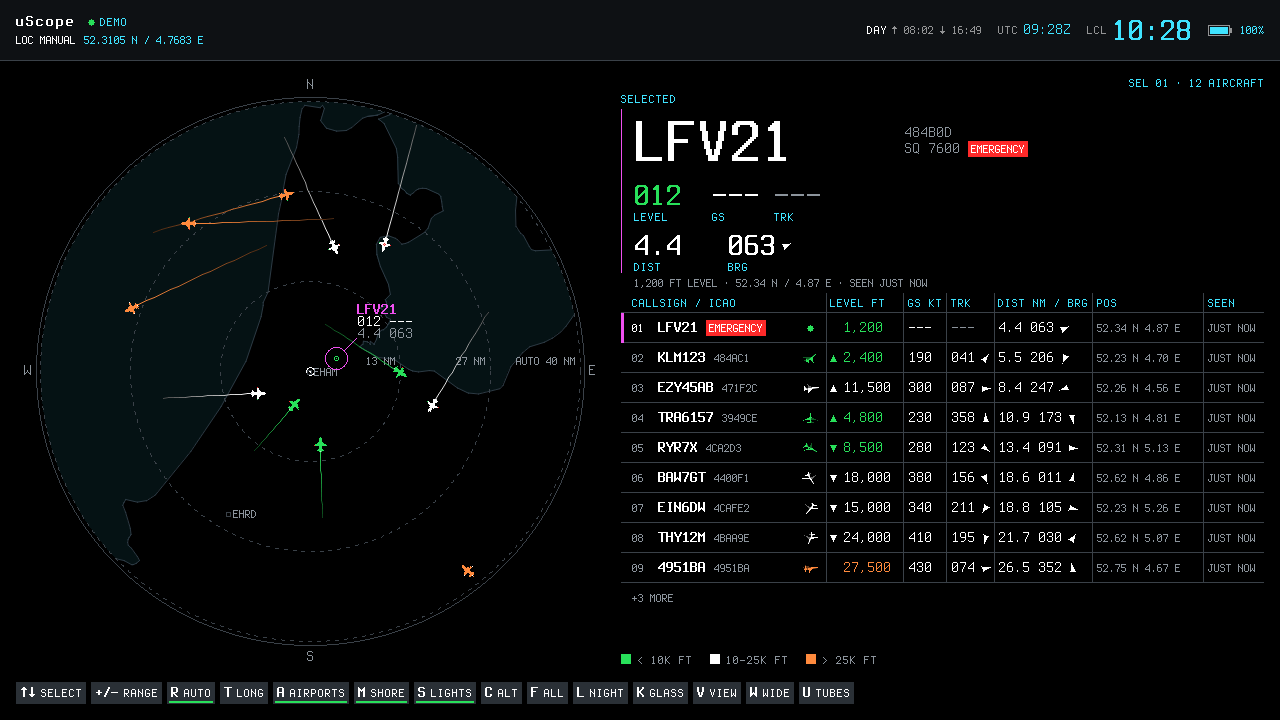 uScope DEMO
LOC MANUAL 52.3105 N / 4.7683 E
DAY ↑ 08:02 ↓ 16:49 UTC 09:28Z LCL 10:28 100%
SEL 01 · 12 AIRCRAFT
N
W
E
S
LFV21
012 ---
4.4 063
13 NM
27 NM
AUTO 40 NM
EHAM
EHRD
SELECTED
LFV21
484B0D
SQ 7600 EMERGENCY
012 --- ---
LEVEL GS TRK
4.4 063
DIST BRG
1,200 FT LEVEL · 52.34 N / 4.87 E · SEEN JUST NOW
CALLSIGN / ICAO LEVEL FT GS KT TRK DIST NM / BRG POS SEEN
01 LFV21 EMERGENCY 1,200 --- --- 4.4 063 52.34 N 4.87 E JUST NOW
02 KLM123 484AC1 ▲ 2,400 190 041 5.5 206 52.23 N 4.70 E JUST NOW
03 EZY45AB 471F2C ▲ 11,500 300 087 8.4 247 52.26 N 4.56 E JUST NOW
04 TRA6157 3949CE ▲ 4,800 230 358 10.9 173 52.13 N 4.81 E JUST NOW
05 RYR7X 4CA2D3 ▼ 8,500 280 123 13.4 091 52.31 N 5.13 E JUST NOW
06 BAW7GT 4400F1 ▼ 18,000 380 156 18.6 011 52.62 N 4.86 E JUST NOW
07 EIN6DW 4CAFE2 ▼ 15,000 340 211 18.8 105 52.23 N 5.26 E JUST NOW
08 THY12M 4BAA9E ▼ 24,000 410 195 21.7 030 52.62 N 5.07 E JUST NOW
09 4951BA 4951BA 27,500 430 074 26.5 352 52.75 N 4.67 E JUST NOW
+3 MORE
< 10K FT 10-25K FT > 25K FT
↑↓ SELECT +/- RANGE R AUTO T LONG A AIRPORTS M SHORE S LIGHTS C ALT F ALL L NIGHT K GLASS V VIEW W WIDE U TUBES